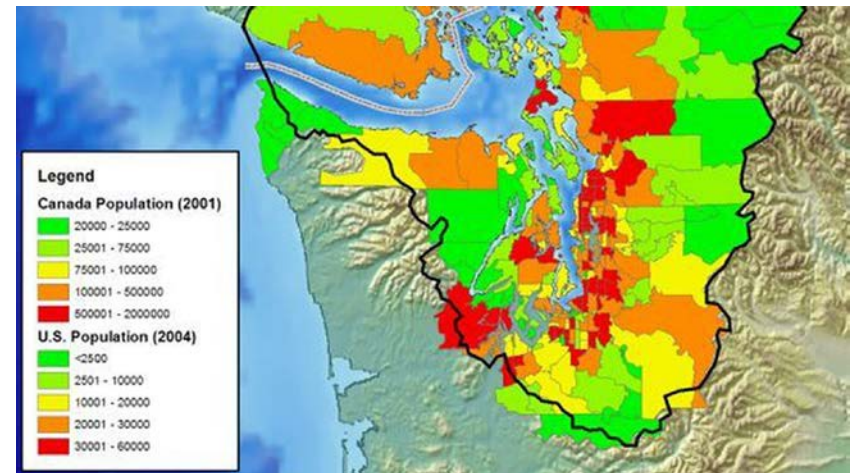 Legend
Canada Population (2001)
20000 - 25000
25001 - 75000
75001 - 100000
100001 - 500000
500001 - 2000000
U.S. Population (2004)
<2500
2501 - 10000
10001 - 20000
20001 - 30000
30001 - 60000